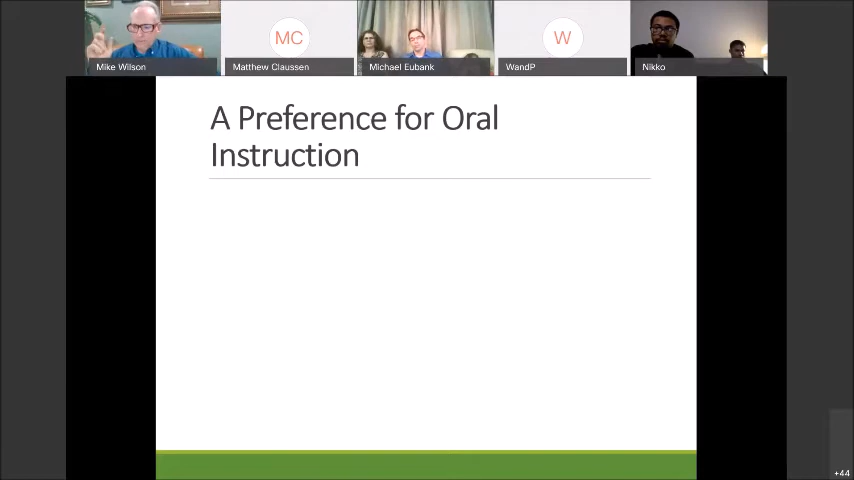 MC
W
Mike Wilson
Matthew Claussen
Michael Eubank
WandP
Nikko
A Preference for Oral
Instruction
+44